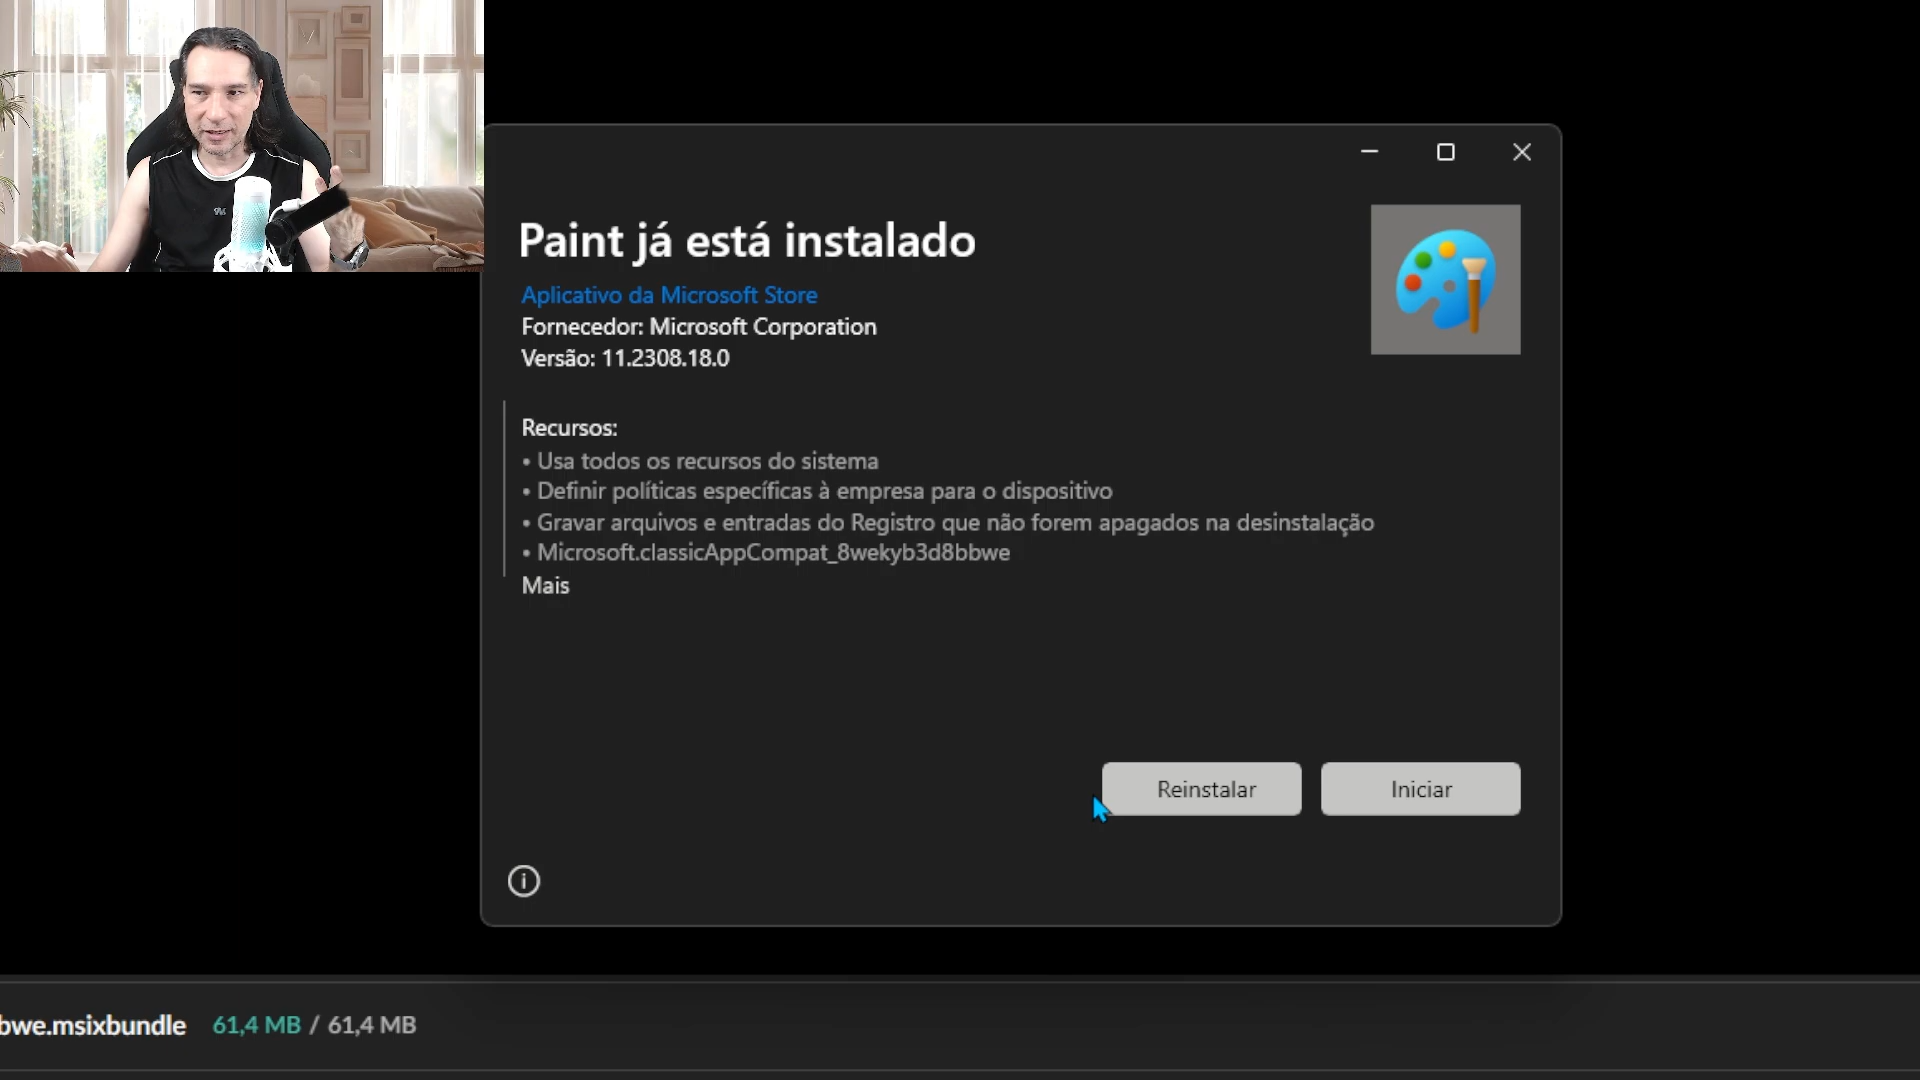 Paint já está instalado
Aplicativo da Microsoft Store
Fornecedor: Microsoft Corporation
Versão: 11.2308.18.0
Recursos:
• Usa todos os recursos do sistema
• Definir políticas específicas à empresa para o dispositivo
• Gravar arquivos e entradas do Registro que não forem apagados na desinstalação
• Microsoft.classicAppCompat_8wekyb3d8bbwe
Mais
Reinstalar
Iniciar
bwe.msixbundle 61,4 MB / 61,4 MB